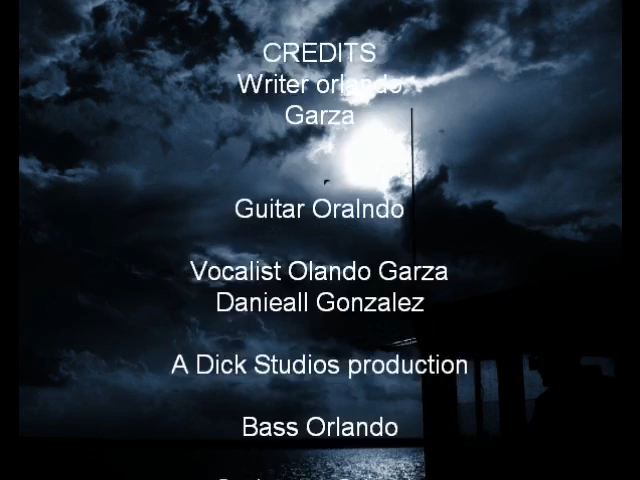 CREDITS
Writer orlando
Garza
Guitar Oralndo
Vocalist Olando Garza
Danieall Gonzalez
A Dick Studios production
Bass Orlando